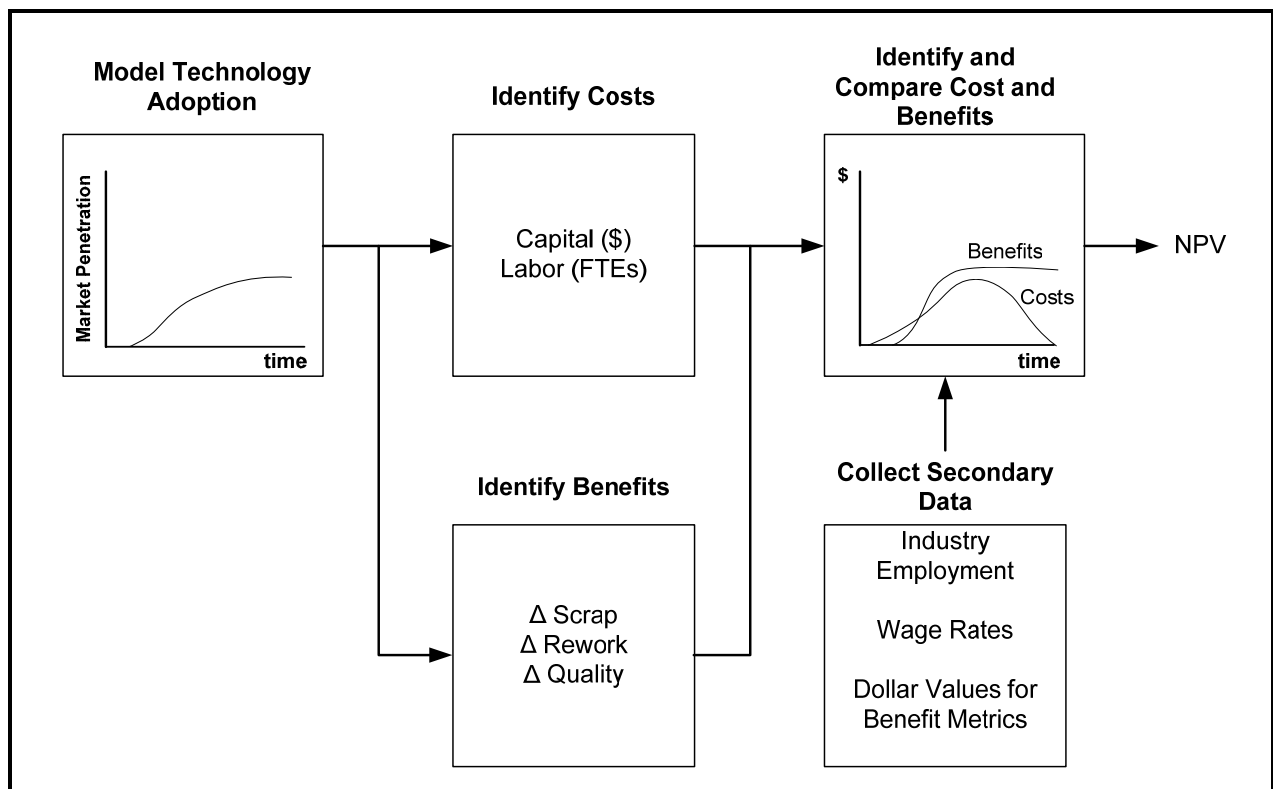 Model Technology
Adoption
Market Penetration
time
Identify Costs
Capital ($)
Labor (FTEs)
Identify and
Compare Cost and
Benefits
$
Benefits
Costs
time
NPV
Identify Benefits
Δ Scrap
Δ Rework
Δ Quality
Collect Secondary
Data
Industry
Employment
Wage Rates
Dollar Values for
Benefit Metrics